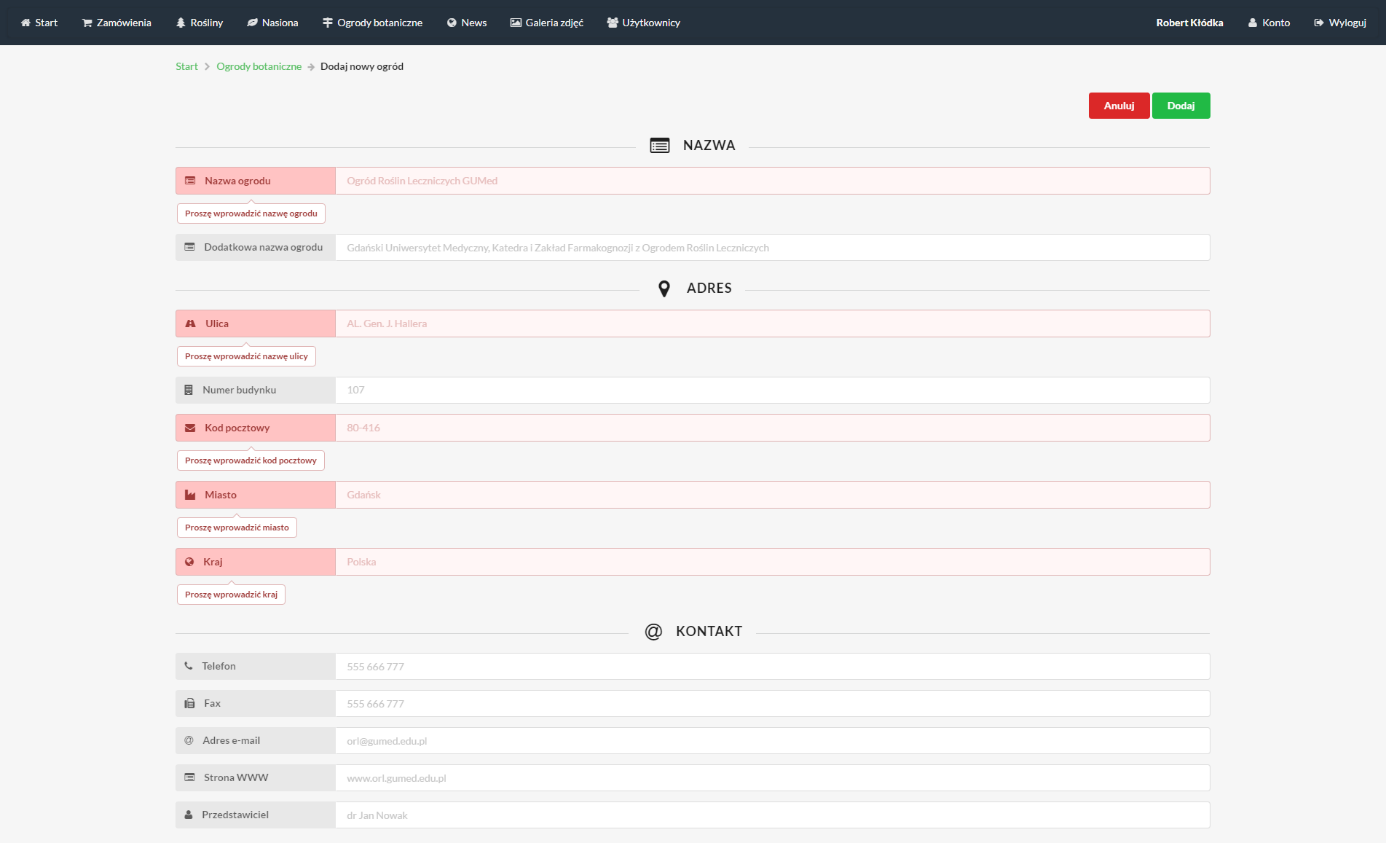 Start Zamówienia Rośliny Nasiona Ogrody botaniczne News Galeria zdjęć Użytkownicy Robert Kłódka Konto Wyloguj
Start Ogrody botaniczne Dodaj nowy ogród
Anuluj Dodaj
NAZWA
Nazwa ogrodu Ogród Roślin Leczniczych GUMed
Proszę wprowadzić nazwę ogrodu
Dodatkowa nazwa ogrodu Gdański Uniwersytet Medyczny, Katedra i Zakład Farmakognozji z Ogrodem Roślin Leczniczych
ADRES
Ulica AL. Gen. J. Hallera
Proszę wprowadzić nazwę ulicy
Numer budynku 107
Kod pocztowy 80-416
Proszę wprowadzić kod pocztowy
Miasto Gdańsk
Proszę wprowadzić miasto
Kraj Polska
Proszę wprowadzić kraj
@ KONTAKT
Telefon 555 666 777
Fax 555 666 777
@ Adres e-mail orl@gumed.edu.pl
Strona WWW www.orl.gumed.edu.pl
Przedstawiciel dr Jan Nowak